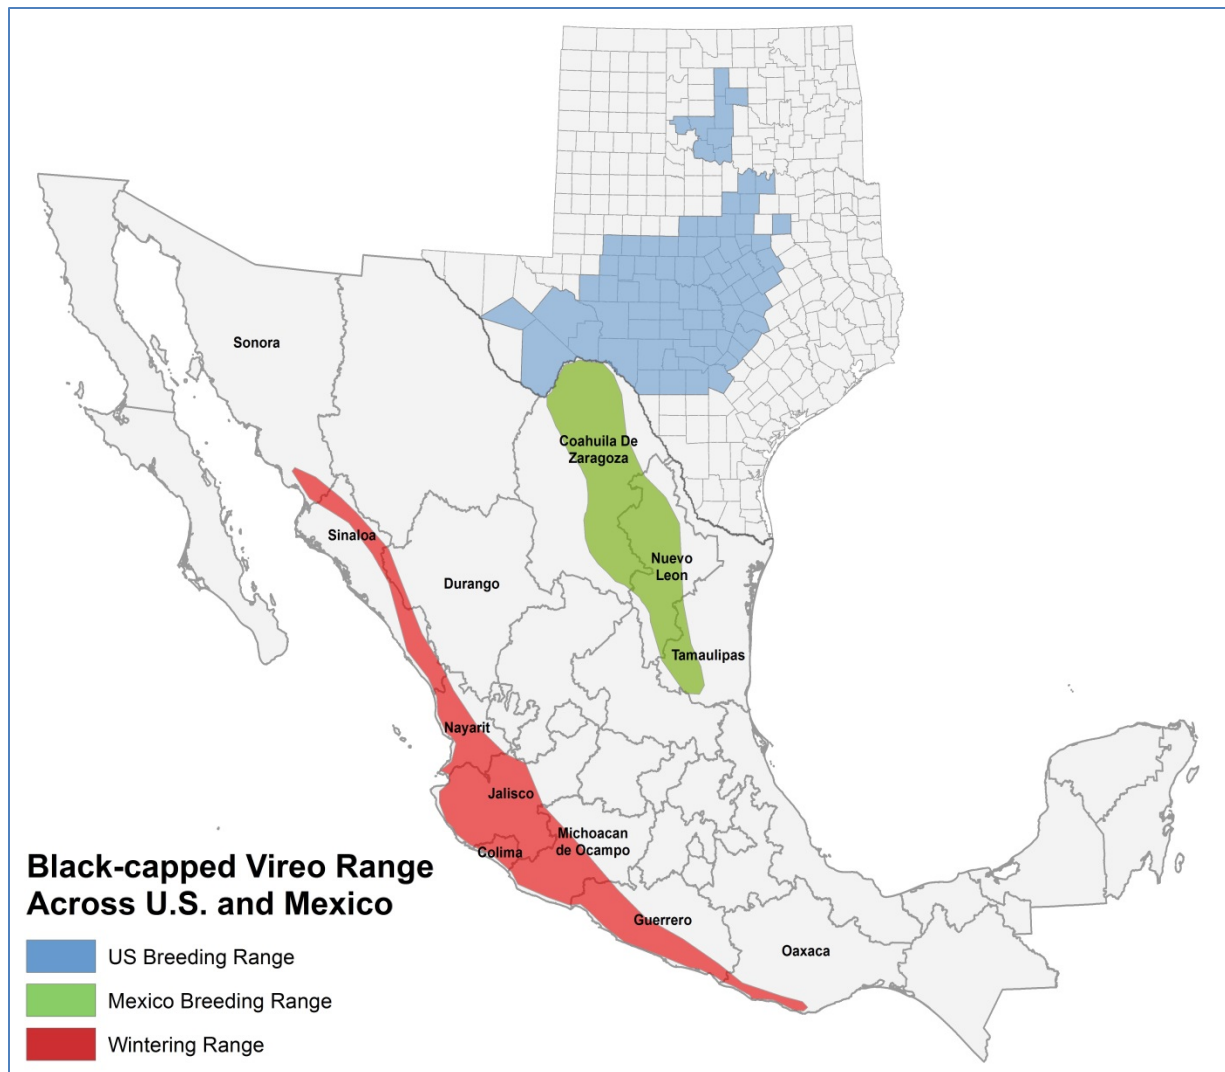 Sonora
Coahuila De
Zaragoza
Sinaloa
Durango
Nuevo
Leon
Tamaulipas
Nayarit
Jalisco
Michoacan
de Ocampo
Colima
Guerrero
Oaxaca
Black-capped Vireo Range
Across U.S. and Mexico
US Breeding Range
Mexico Breeding Range
Wintering Range